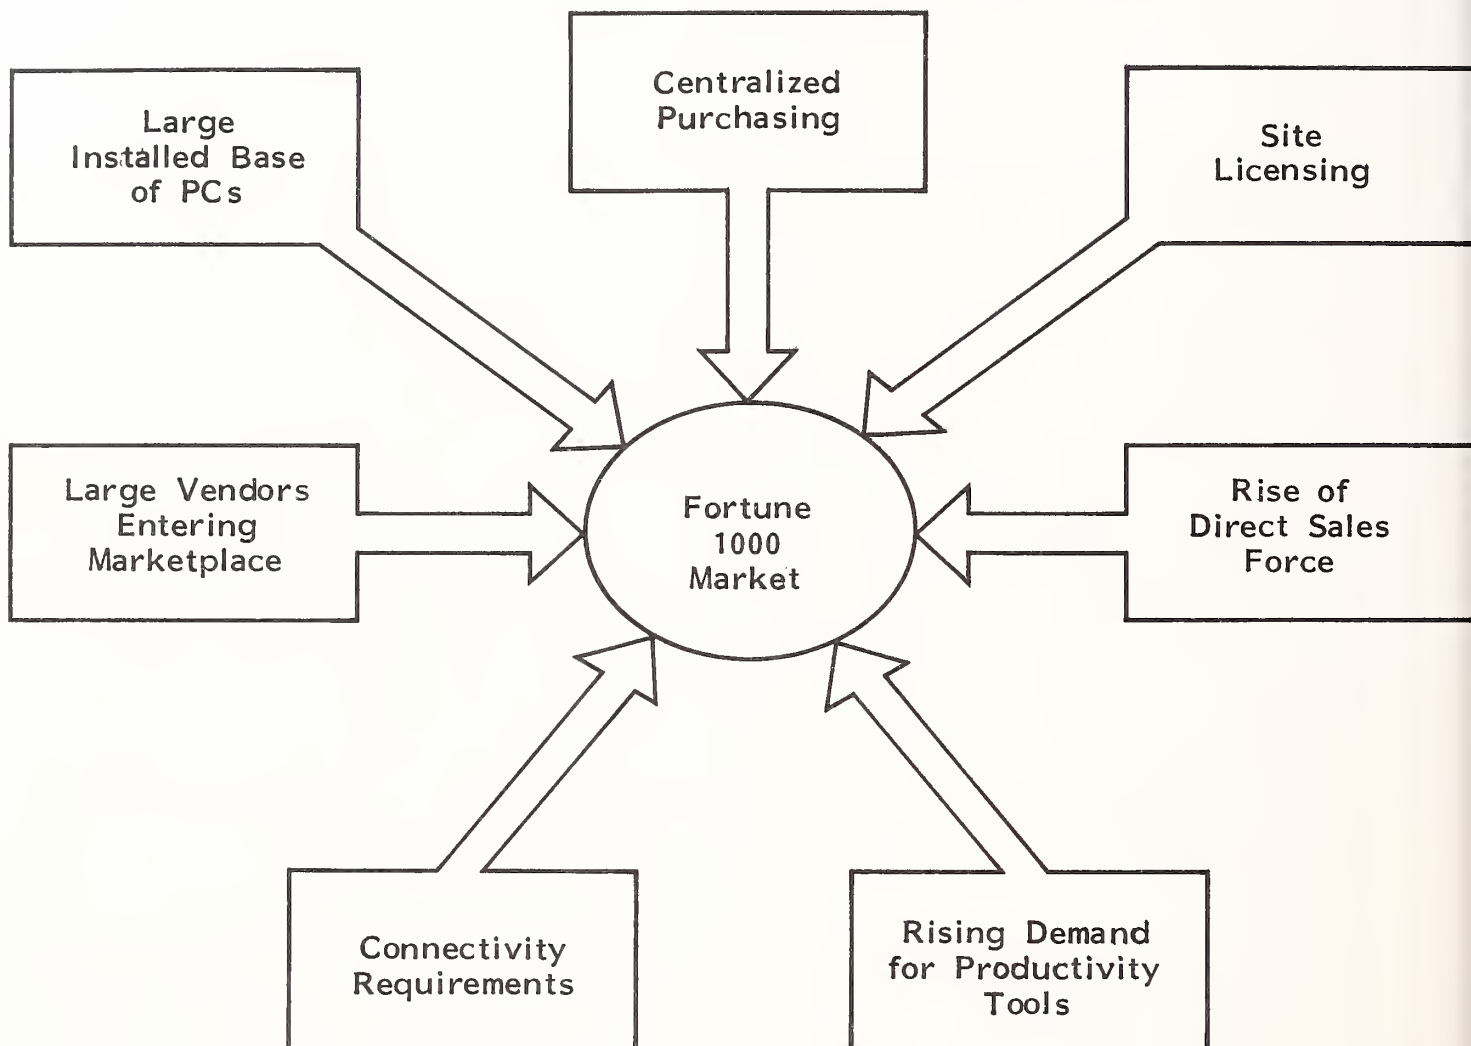 Centralized
Purchasing
Large
Installed Base
of PCs
Site
Licensing
Large Vendors
Entering
Marketplace
Fortune
1000
Market
Rise of
Direct Sales
Force
Connectivity
Requirements
Rising Demand
for Productivity
Tools